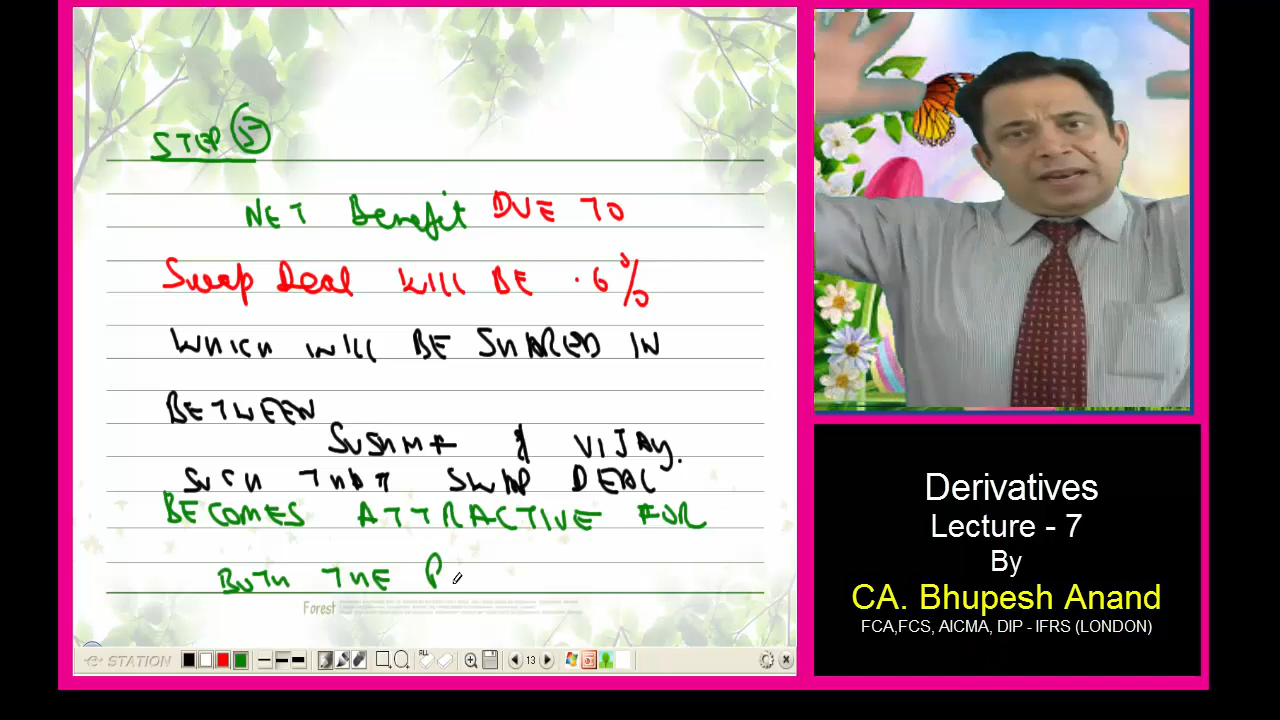 STEP 5
NET Benefit DUE TO
Swap Deal WILL BE .6%
WHICH WILL BE SHARED IN
BETWEEN
SUSHMA & VIJAY.
SUCH THAT SWAP DEAL
BECOMES ATTRACTIVE FOR
BOTH THE P
Forest
e-STATION
ALL
13
Derivatives
Lecture - 7
By
CA. Bhupesh Anand
FCA,FCS, AICMA, DIP - IFRS (LONDON)